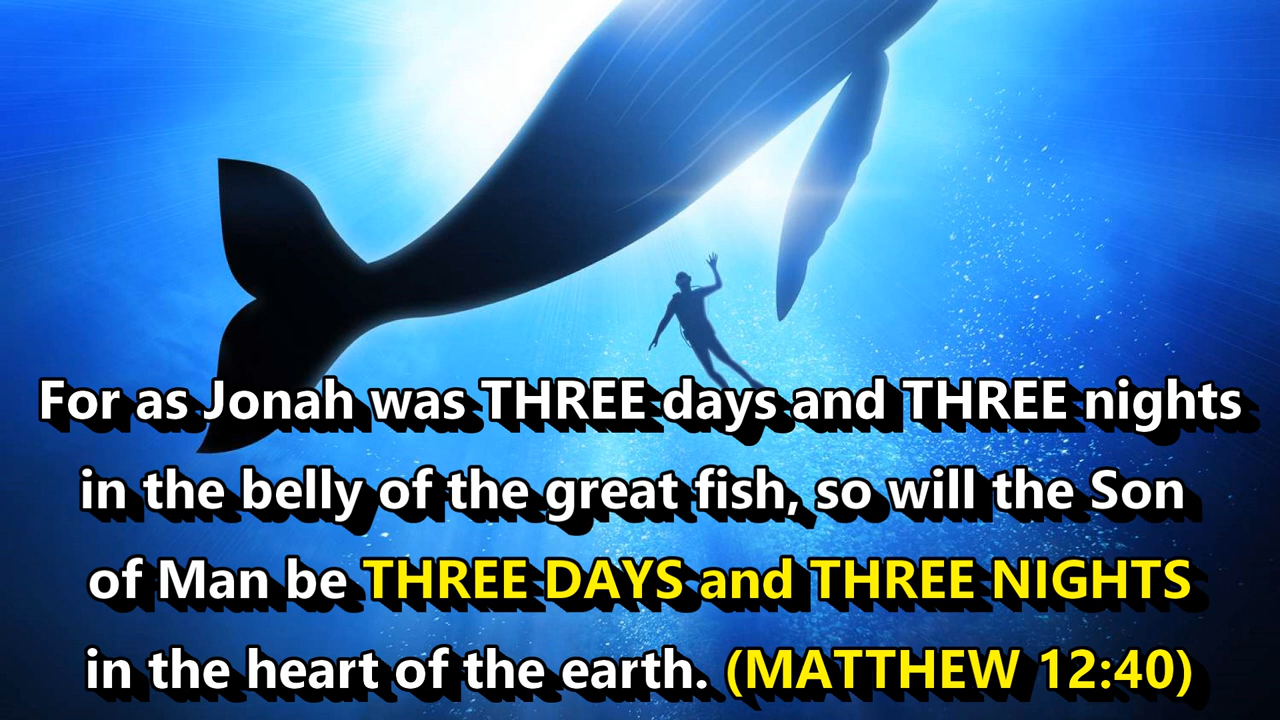 For as Jonah was THREE days and THREE nights
in the belly of the great fish, so will the Son
of Man be THREE DAYS and THREE NIGHTS
in the heart of the earth. (MATTHEW 12:40)